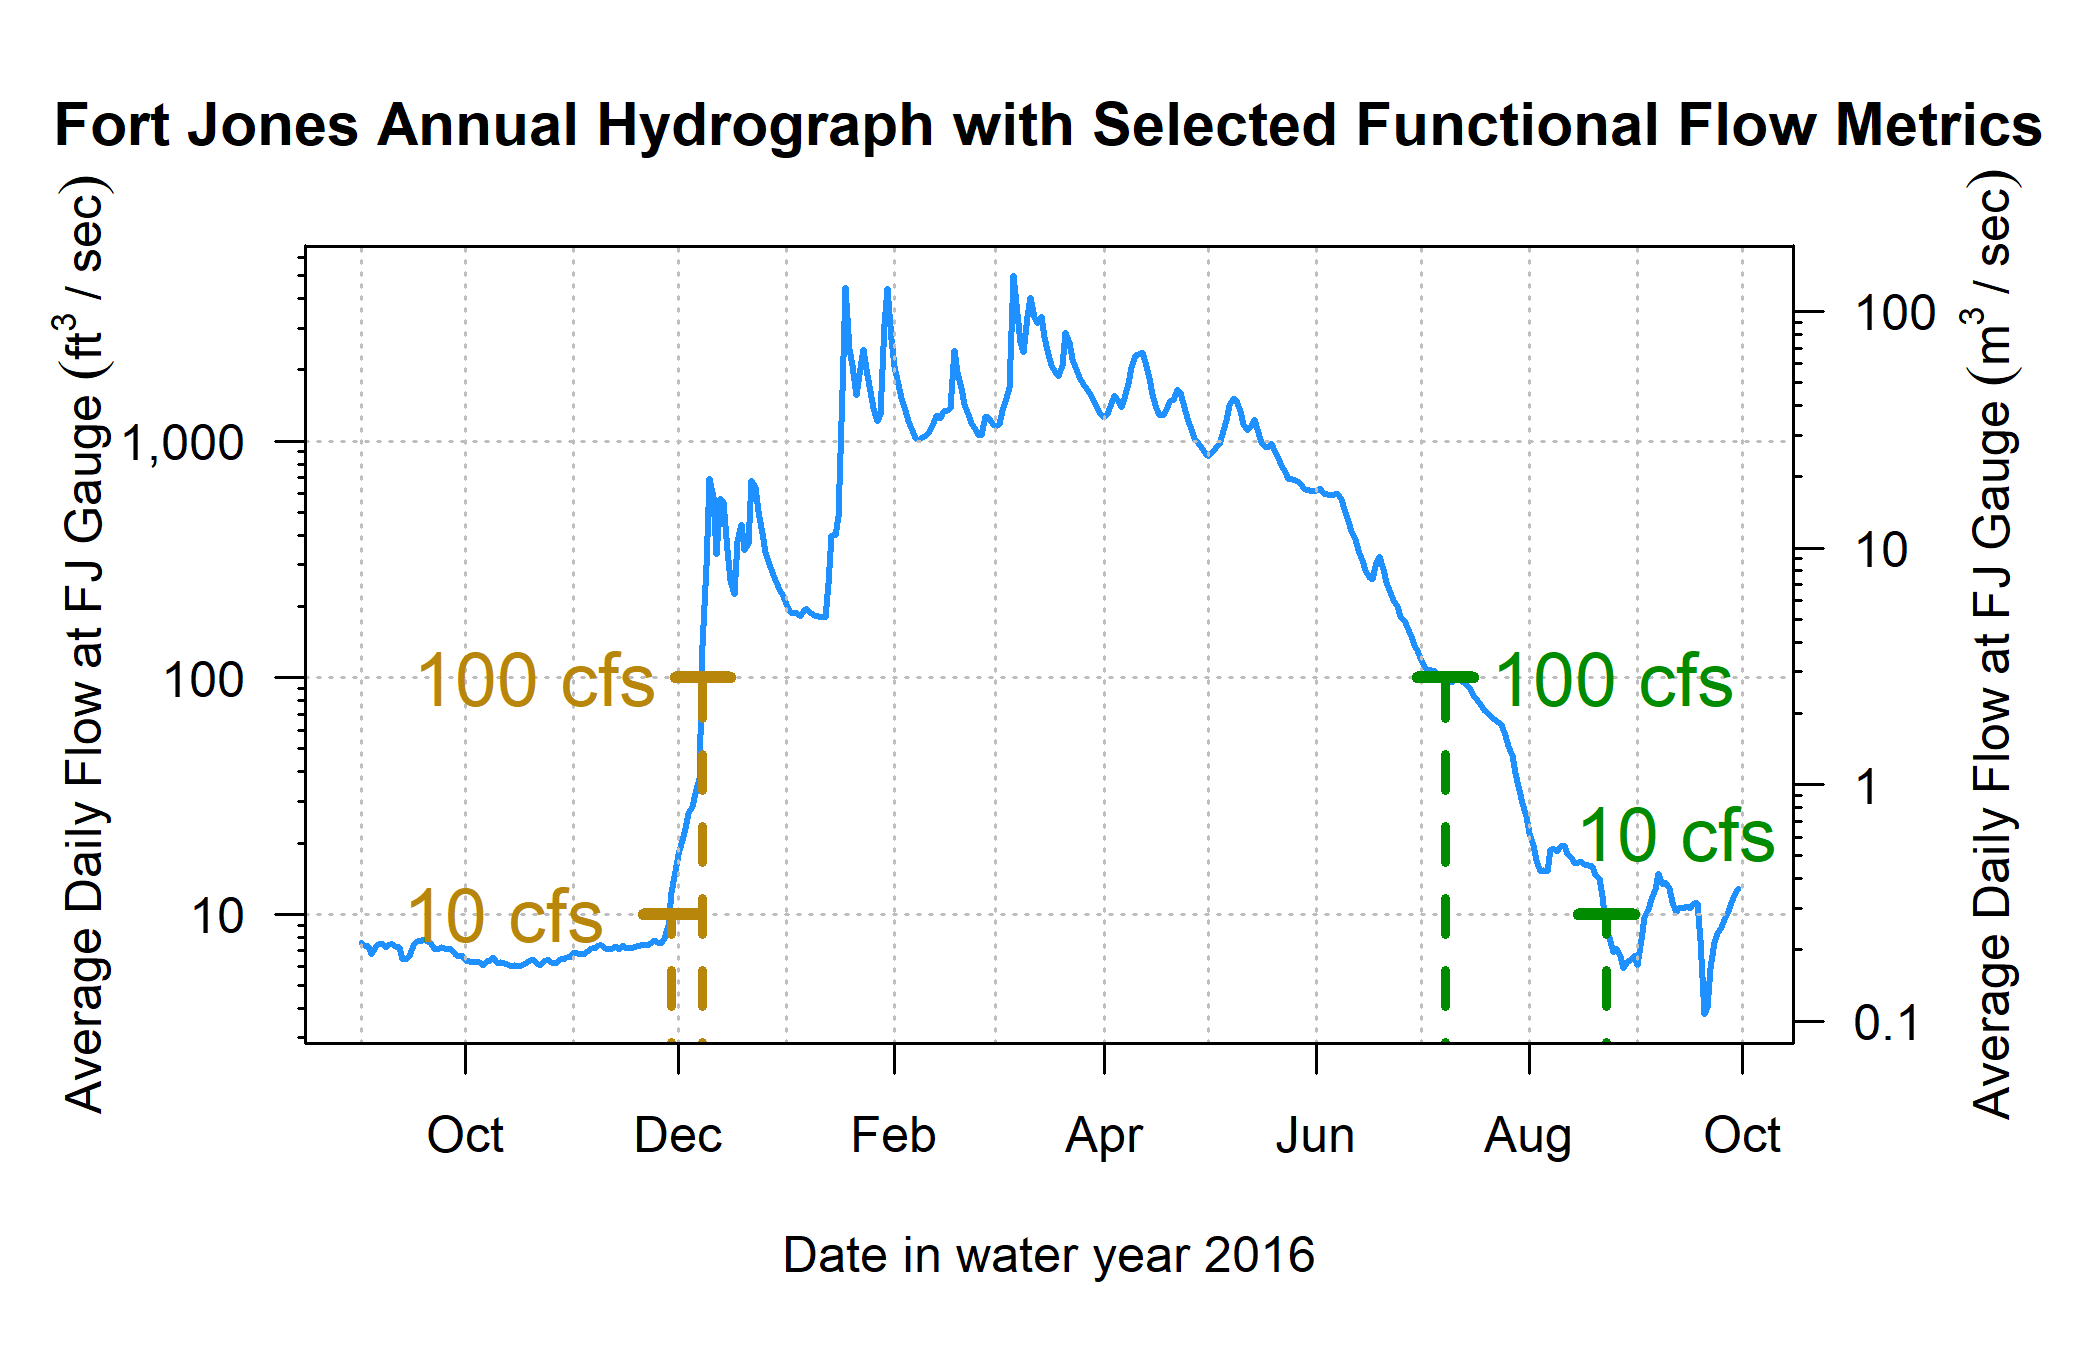 Fort Jones Annual Hydrograph with Selected Functional Flow Metrics
Average Daily Flow at FJ Gauge (ft³ / sec)
1,000
100
10
100 cfs
10 cfs
100 cfs
10 cfs
100
10
1
0.1
Average Daily Flow at FJ Gauge (m³ / sec)
Oct Dec Feb Apr Jun Aug Oct
Date in water year 2016